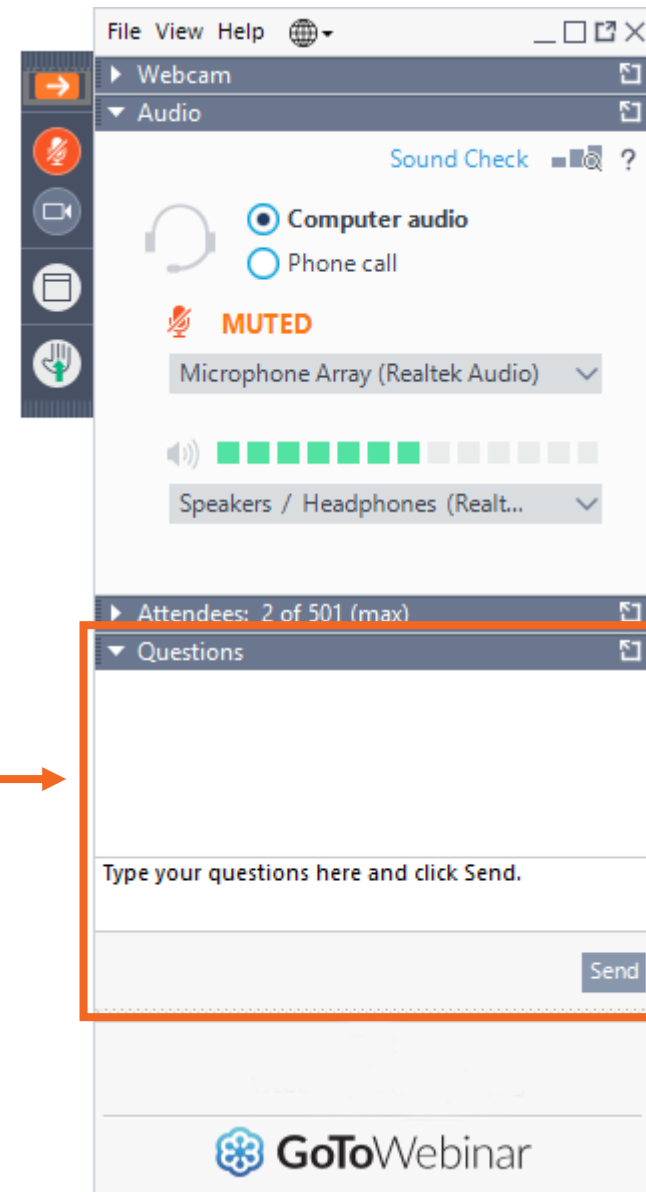 File View Help
Webcam
Audio
Sound Check ?
Computer audio
Phone call
MUTED
Microphone Array (Realtek Audio)
Speakers / Headphones (Realt...
Attendees: 2 of 501 (max)
Questions
Type your questions here and click Send.
Send
GoToWebinar